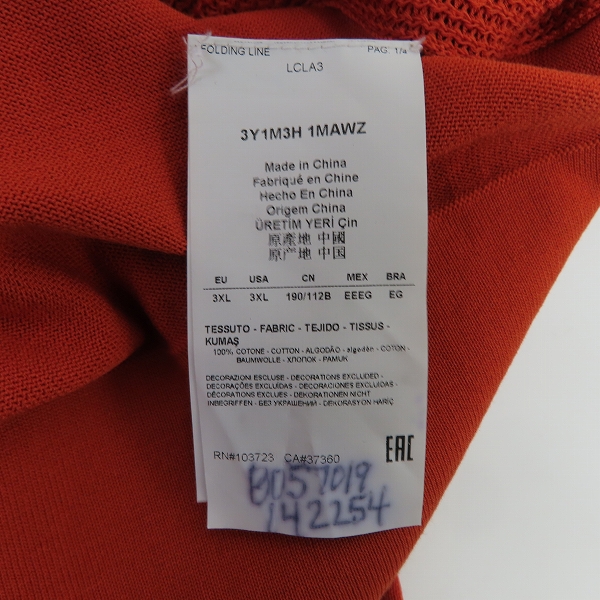 FOLDING LINE PAG: 1/4
LCLA3
3Y1M3H 1MAWZ
Made in China
Fabriqué en Chine
Hecho En China
Origem China
ÜRETİM YERİ Çin
原產地 中國
原产地 中国
EU USA CN MEX BRA
3XL 3XL 190/112B EEEG EG
TESSUTO - FABRIC - TEJIDO - TISSUS -
KUMAŞ
100% COTONE - COTTON - ALGODÃO - algodón - COTON -
BAUMWOLLE - ХЛОПОК - PAMUK
DECORAZIONI ESCLUSE - DECORATIONS EXCLUDED -
DECORAÇÕES EXCLUÍDAS - DECORACIONES EXCLUIDAS -
DÉCORATIONS EXCLUES - DEKORATIONEN NICHT
INBEGRIFFEN - БЕЗ УКРАШЕНИЙ - DEKORASYON HARİÇ
RN#103723 CA#37360
EAC
8057019
142254